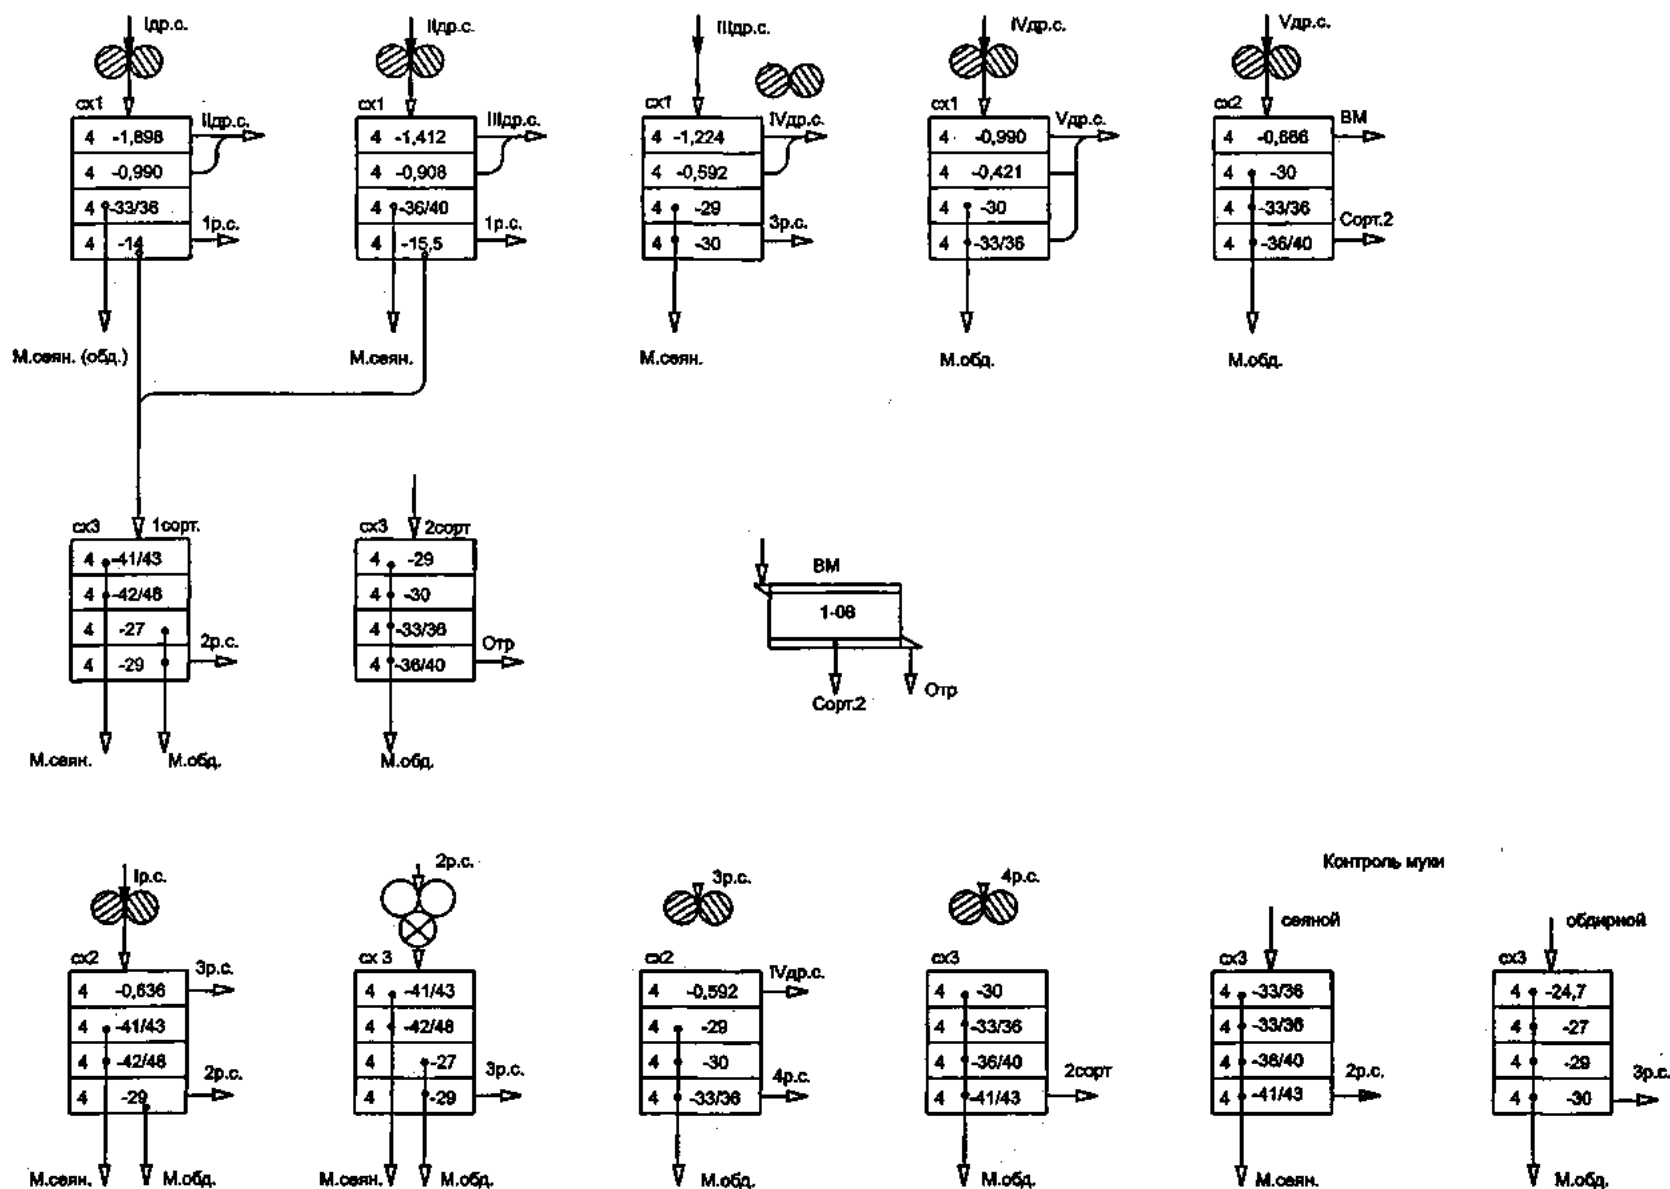 Iдр.с.
сх1
4 -1,898
4 -0,990
4 -33/36
4 -14
IIдр.с.
1р.с.
М.сеян. (обд.)
IIдр.с.
сх1
4 -1,412
4 -0,908
4 -36/40
4 -15,5
IIIдр.с.
1р.с.
М.сеян.
IIIдр.с.
сх1
4 -1,224
4 -0,592
4 -29
4 -30
IVдр.с.
3р.с.
М.сеян.
IVдр.с.
сх1
4 -0,990
4 -0,421
4 -30
4 -33/36
Vдр.с.
М.обд.
Vдр.с.
сх2
4 -0,666
4 -30
4 -33/36
4 -36/40
ВМ
Сорт.2
М.обд.
сх3
1сорт.
4 -41/43
4 -42/48
4 -27
4 -29
2р.с.
М.сеян.
М.обд.
сх3
2сорт
4 -29
4 -30
4 -33/36
4 -36/40
Отр
М.обд.
ВМ
1-08
Сорт.2
Отр
Iр.с.
сх2
4 -0,636
4 -41/43
4 -42/48
4 -29
3р.с.
2р.с.
М.сеян.
М.обд.
2р.с.
сх 3
4 -41/43
4 -42/48
4 -27
4 -29
3р.с.
М.сеян.
М.обд.
3р.с.
сх2
4 -0,592
4 -29
4 -30
4 -33/36
IVдр.с.
4р.с.
М.обд.
4р.с.
сх3
4 -30
4 -33/36
4 -36/40
4 -41/43
2сорт
М.обд.
Контроль муки
сеяной
сх3
4 -33/36
4 -33/36
4 -36/40
4 -41/43
2р.с.
М.сеян.
обдирной
сх3
4 -24,7
4 -27
4 -29
4 -30
3р.с.
М.обд.